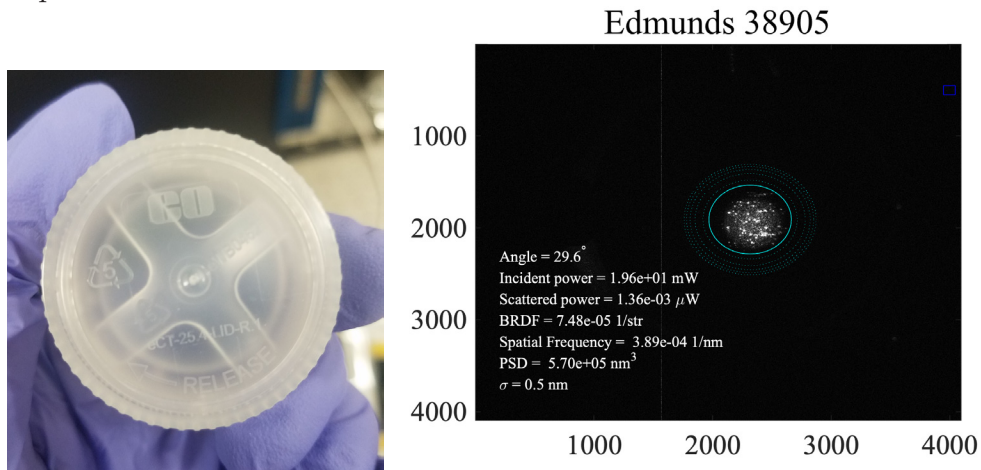 EO
5
RELEASE
Edmunds 38905
1000
2000
3000
4000
Angle = 29.6°
Incident power = 1.96e+01 mW
Scattered power = 1.36e-03 μW
BRDF = 7.48e-05 1/str
Spatial Frequency =  3.89e-04 1/nm
PSD =  5.70e+05 nm³
σ = 0.5 nm
1000 2000 3000 4000